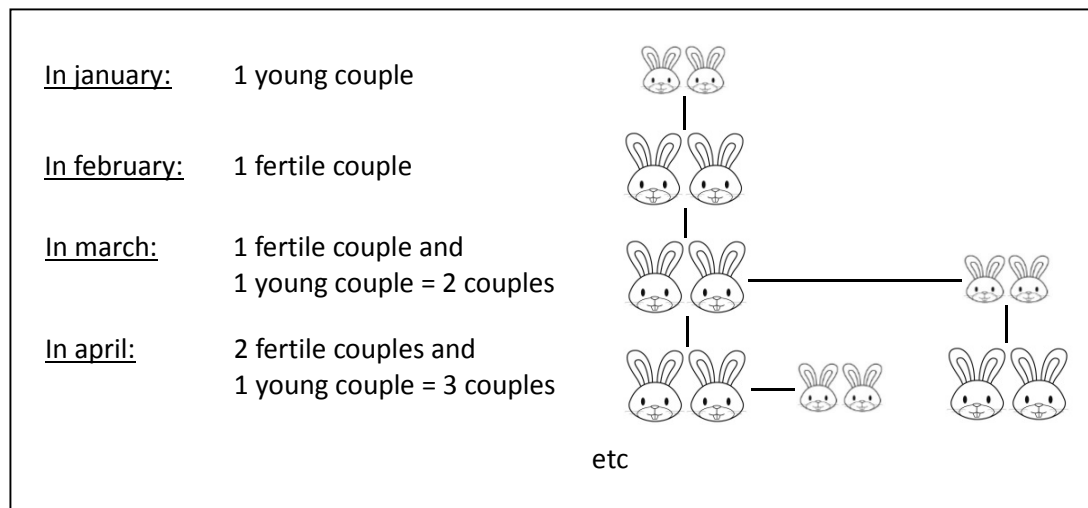 In january: 1 young couple
In february: 1 fertile couple
In march: 1 fertile couple and
1 young couple = 2 couples
In april: 2 fertile couples and
1 young couple = 3 couples
etc